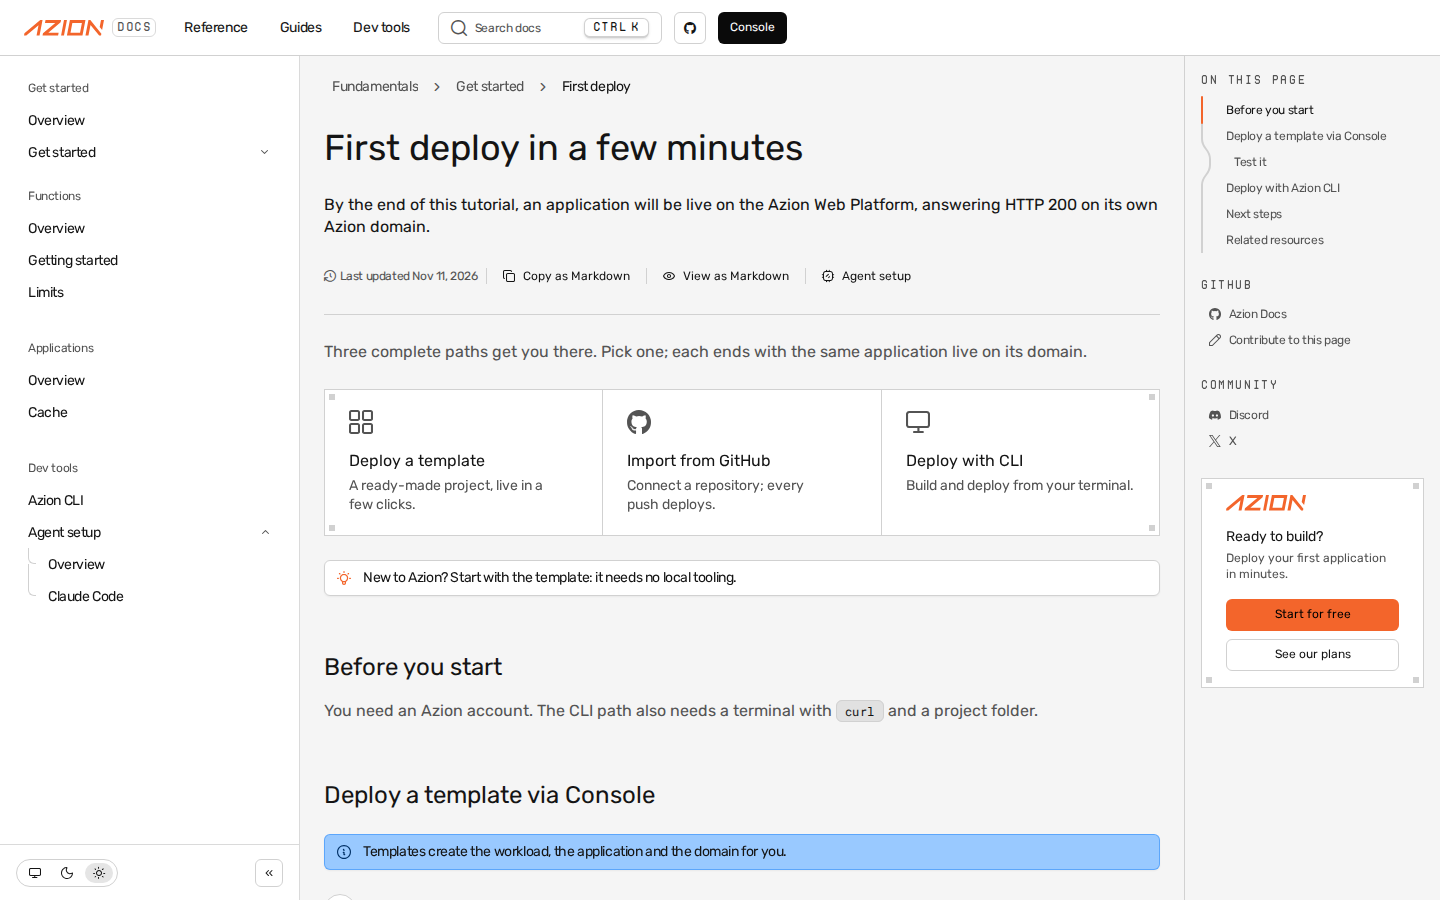 AZION DOCS Reference Guides Dev tools Search docs CTRL K Console
Get started
Overview
Get started
Functions
Overview
Getting started
Limits
Applications
Overview
Cache
Dev tools
Azion CLI
Agent setup
Overview
Claude Code
Fundamentals > Get started > First deploy
First deploy in a few minutes
By the end of this tutorial, an application will be live on the Azion Web Platform, answering HTTP 200 on its own
Azion domain.
Last updated Nov 11, 2026 Copy as Markdown View as Markdown Agent setup
Three complete paths get you there. Pick one; each ends with the same application live on its domain.
Deploy a template
A ready-made project, live in a
few clicks.
Import from GitHub
Connect a repository; every
push deploys.
Deploy with CLI
Build and deploy from your terminal.
New to Azion? Start with the template: it needs no local tooling.
Before you start
You need an Azion account. The CLI path also needs a terminal with curl and a project folder.
Deploy a template via Console
Templates create the workload, the application and the domain for you.
ON THIS PAGE
Before you start
Deploy a template via Console
Test it
Deploy with Azion CLI
Next steps
Related resources
GITHUB
Azion Docs
Contribute to this page
COMMUNITY
Discord
X
AZION
Ready to build?
Deploy your first application
in minutes.
Start for free
See our plans